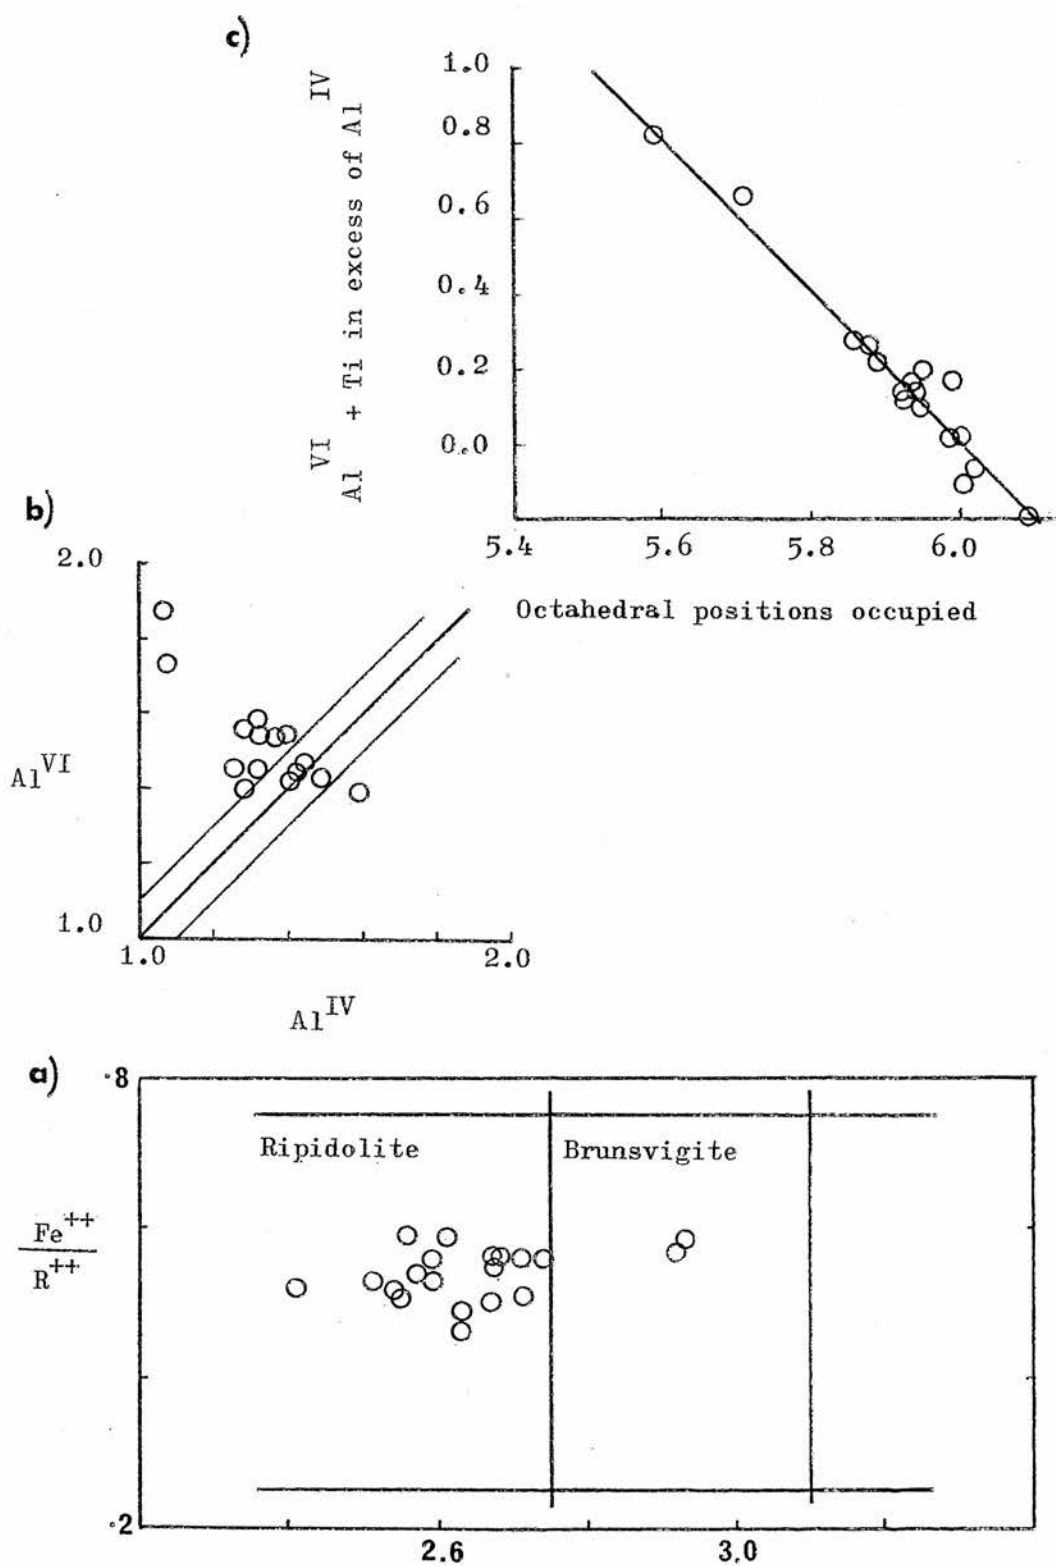 c)
Al^VI + Ti in excess of Al^IV
1.0
0.8
0.6
0.4
0.2
0.0
5.4 5.6 5.8 6.0
Octahedral positions occupied
b)
2.0
Al^VI
1.0
1.0 2.0
Al^IV
a)
.8
Ripidolite Brunsvigite
Fe^++
R^++
.2
2.6 3.0